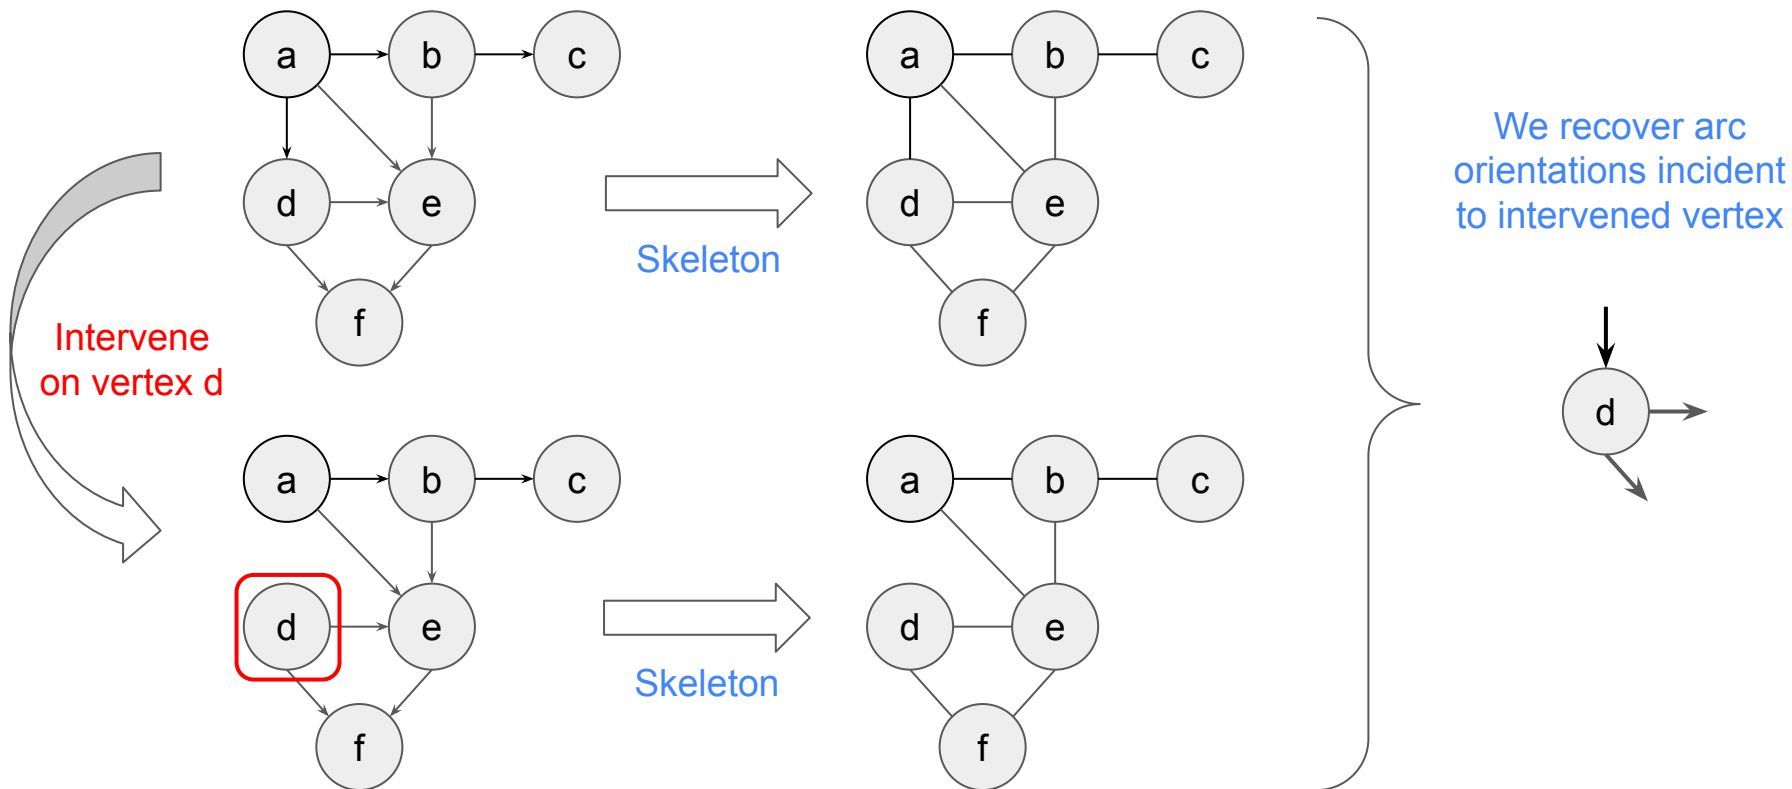 a
b
c
d
e
f
Skeleton
a
b
c
d
e
f
Intervene
on vertex d
a
b
c
d
e
f
Skeleton
a
b
c
d
e
f
We recover arc
orientations incident
to intervened vertex
d